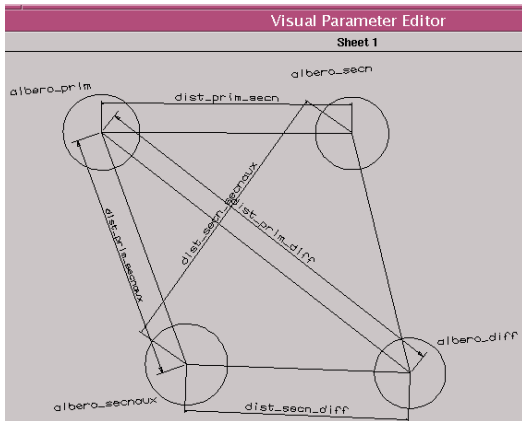 Visual Parameter Editor
Sheet 1
albero_secn
albero_prim
dist_prim_secn
dist_secn_secnaux
dist_prim_diff
dist_prim_secnaux
albero_diff
albero_secnaux
dist_secn_diff